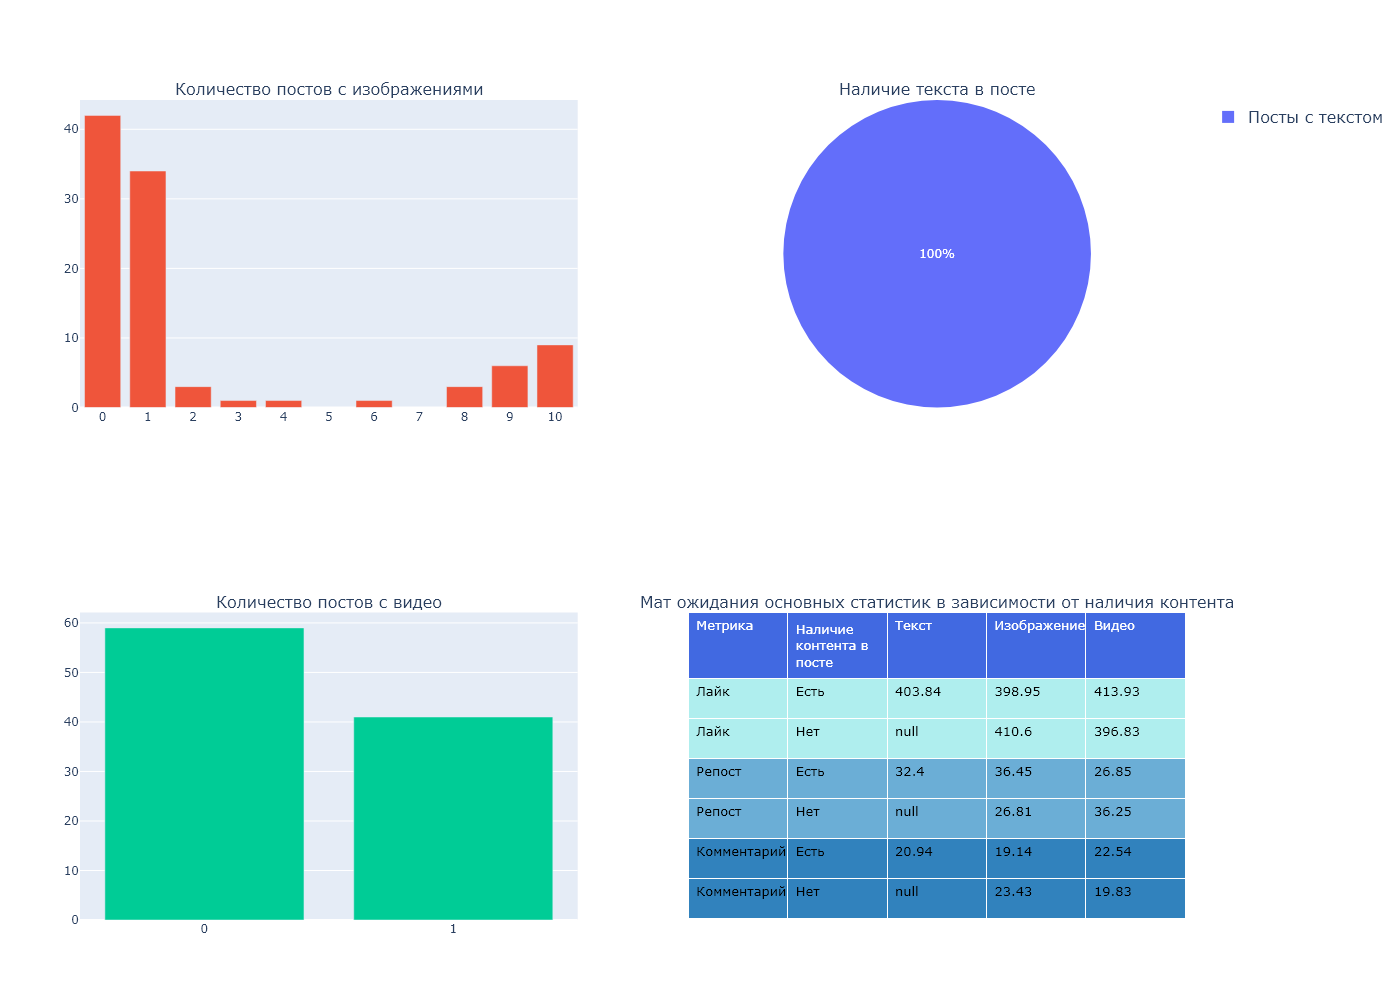 Количество постов с изображениями
40
30
20
10
0
0 1 2 3 4 5 6 7 8 9 10
Наличие текста в посте
100%
Посты с текстом
Количество постов с видео
60
50
40
30
20
10
0
0 1
Мат ожидания основных статистик в зависимости от наличия контента
Метрика Наличие контента в посте Текст Изображение Видео
Лайк Есть 403.84 398.95 413.93
Лайк Нет null 410.6 396.83
Репост Есть 32.4 36.45 26.85
Репост Нет null 26.81 36.25
Комментарий Есть 20.94 19.14 22.54
Комментарий Нет null 23.43 19.83